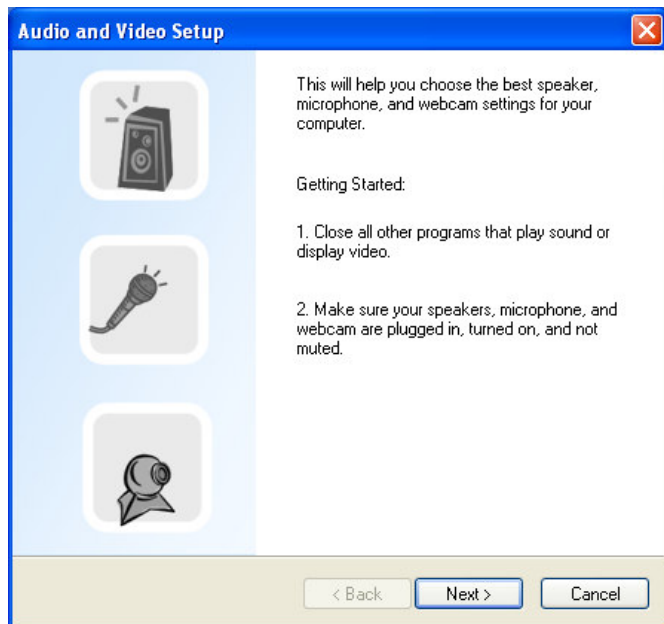 Audio and Video Setup
This will help you choose the best speaker,
microphone, and webcam settings for your
computer.
Getting Started:
1. Close all other programs that play sound or
display video.
2. Make sure your speakers, microphone, and
webcam are plugged in, turned on, and not
muted.
< Back Next > Cancel